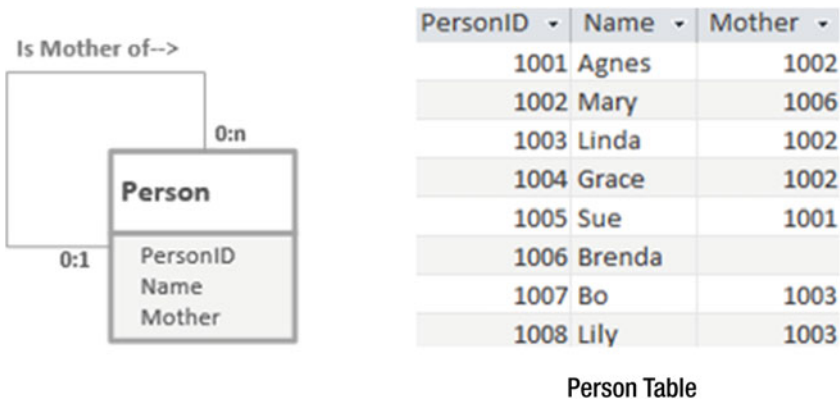 Is Mother of-->
0:n
Person
0:1
PersonID
Name
Mother
PersonID Name Mother
1001 Agnes 1002
1002 Mary 1006
1003 Linda 1002
1004 Grace 1002
1005 Sue 1001
1006 Brenda
1007 Bo 1003
1008 Lily 1003
Person Table